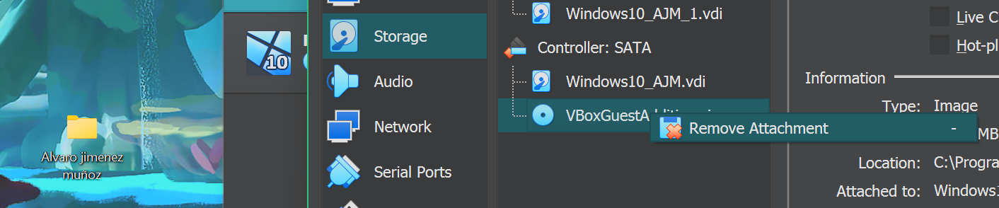 Alvaro jimenez
muñoz
10
Storage
Audio
Network
Serial Ports
Windows10_AJM_1.vdi
Controller: SATA
Windows10_AJM.vdi
Remove Attachment -
Live C
Hot-pl
Information
Type: Image
MB
Location: C:\Progra
Attached to: Windows1